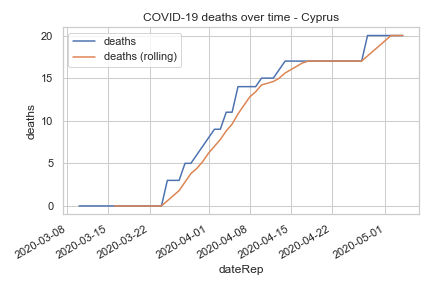 COVID-19 deaths over time - Cyprus
deaths
deaths (rolling)
20
15
10
5
0
deaths
2020-03-08
2020-03-15
2020-03-22
2020-04-01
2020-04-08
2020-04-15
2020-04-22
2020-05-01
dateRep